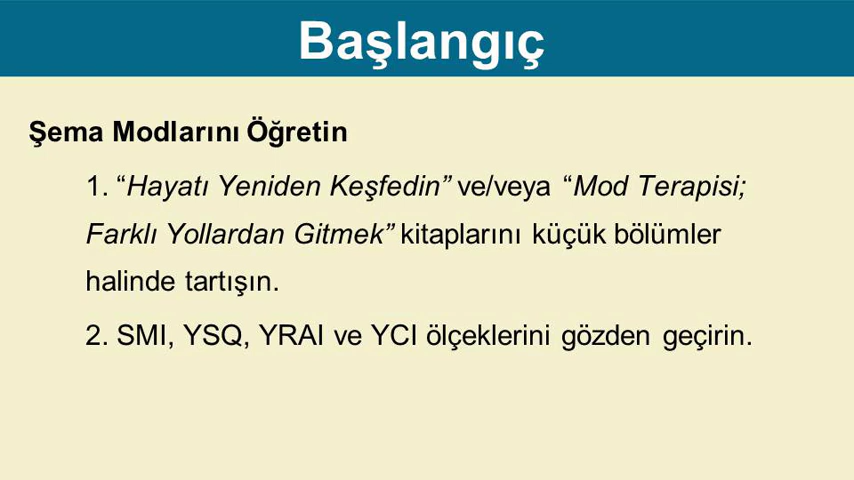 Başlangıç
Şema Modlarını Öğretin
1. “Hayatı Yeniden Keşfedin” ve/veya “Mod Terapisi;
Farklı Yollardan Gitmek” kitaplarını küçük bölümler
halinde tartışın.
2. SMI, YSQ, YRAI ve YCI ölçeklerini gözden geçirin.